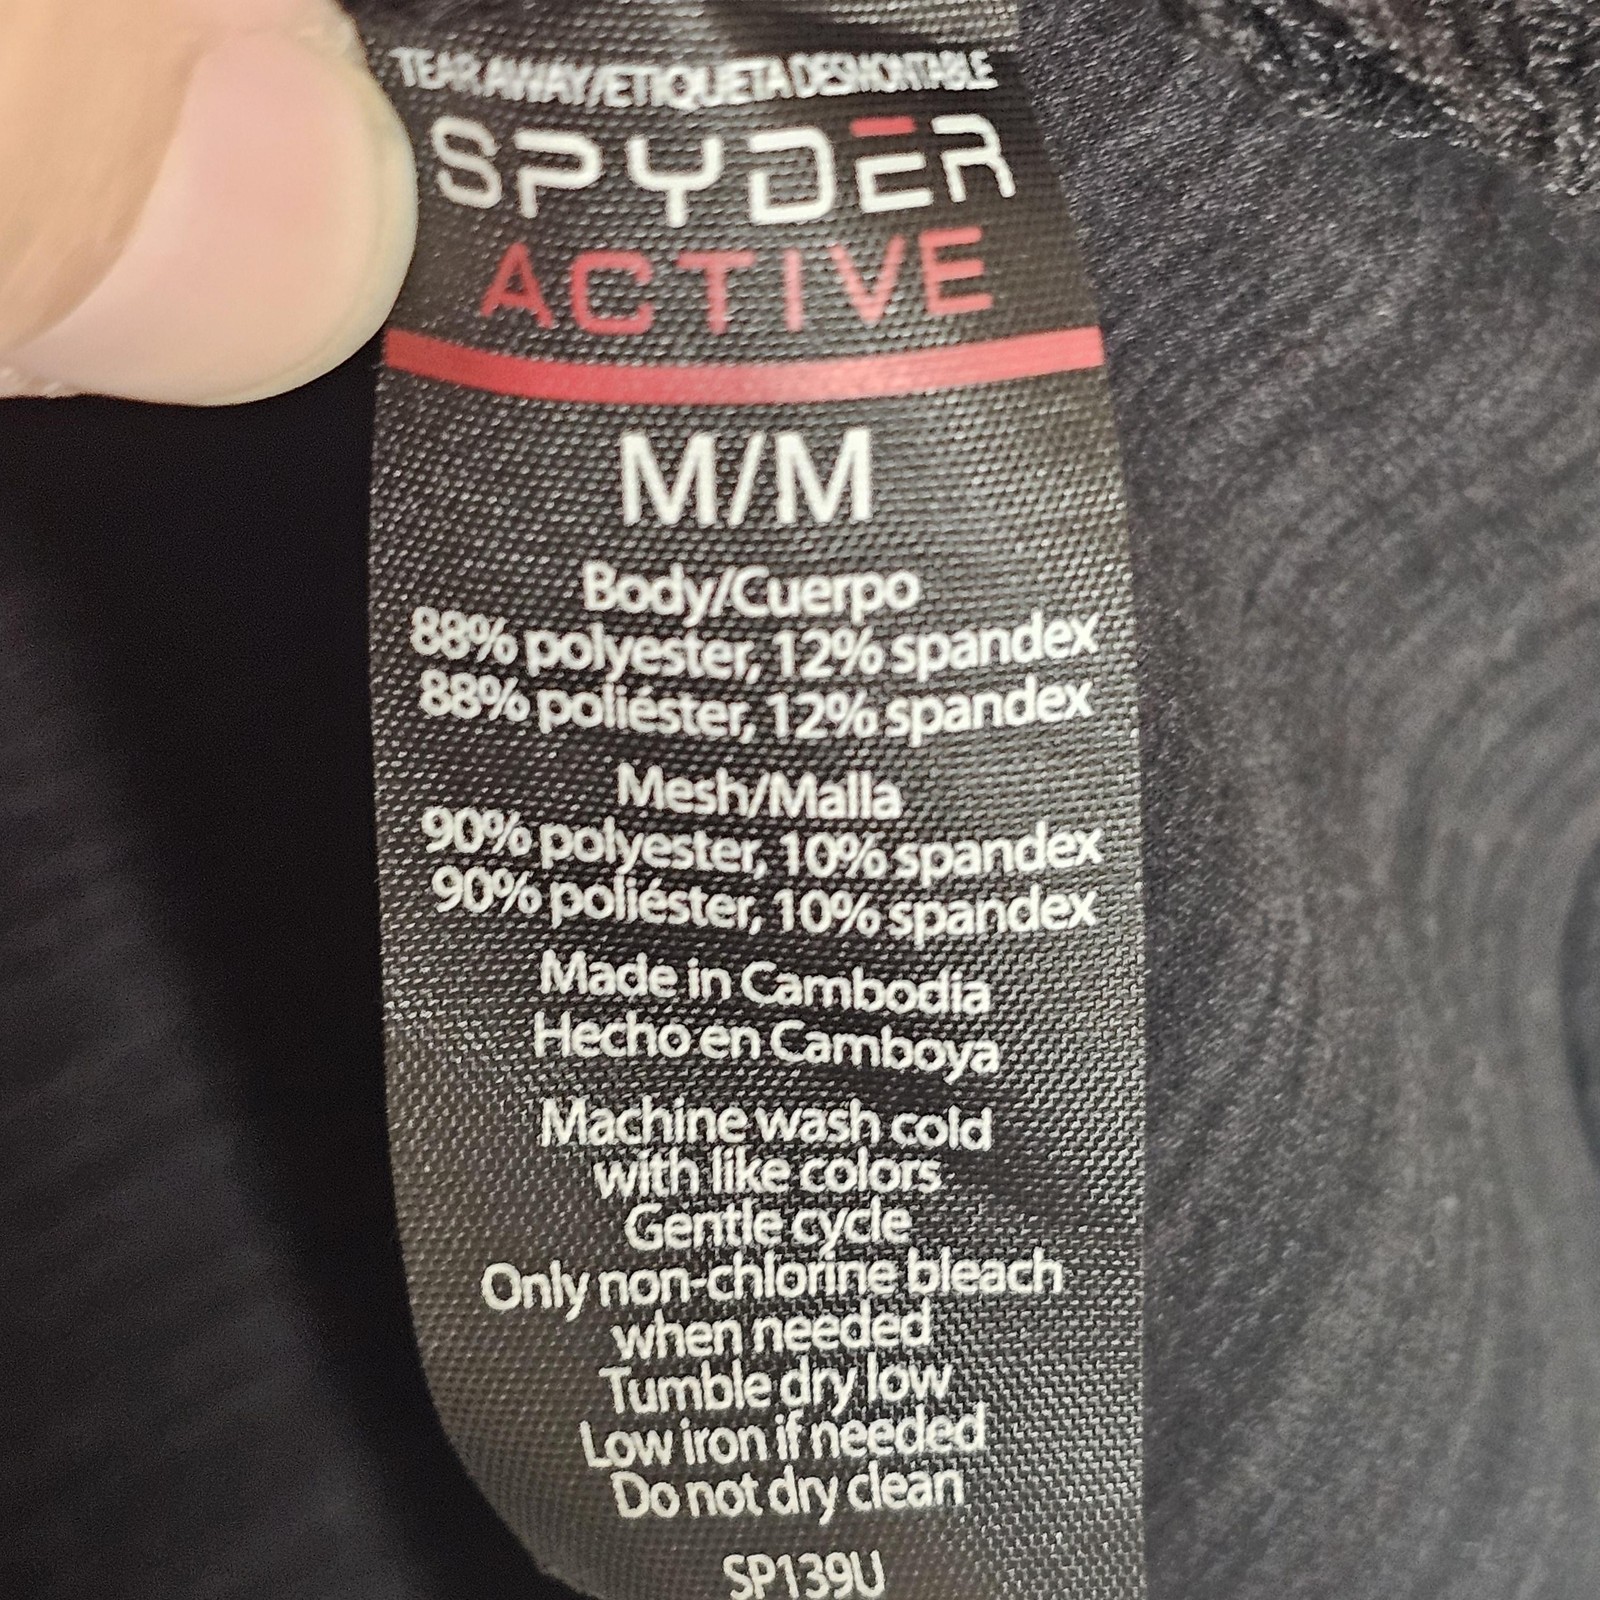 TEAR AWAY/ETIQUETA DESMONTABLE
SPYDER
ACTIVE
M/M
Body/Cuerpo
88% polyester, 12% spandex
88% poliéster, 12% spandex
Mesh/Malla
90% polyester, 10% spandex
90% poliéster, 10% spandex
Made in Cambodia
Hecho en Camboya
Machine wash cold
with like colors
Gentle cycle
Only non-chlorine bleach
when needed
Tumble dry low
Low iron if needed
Do not dry clean
SP139U